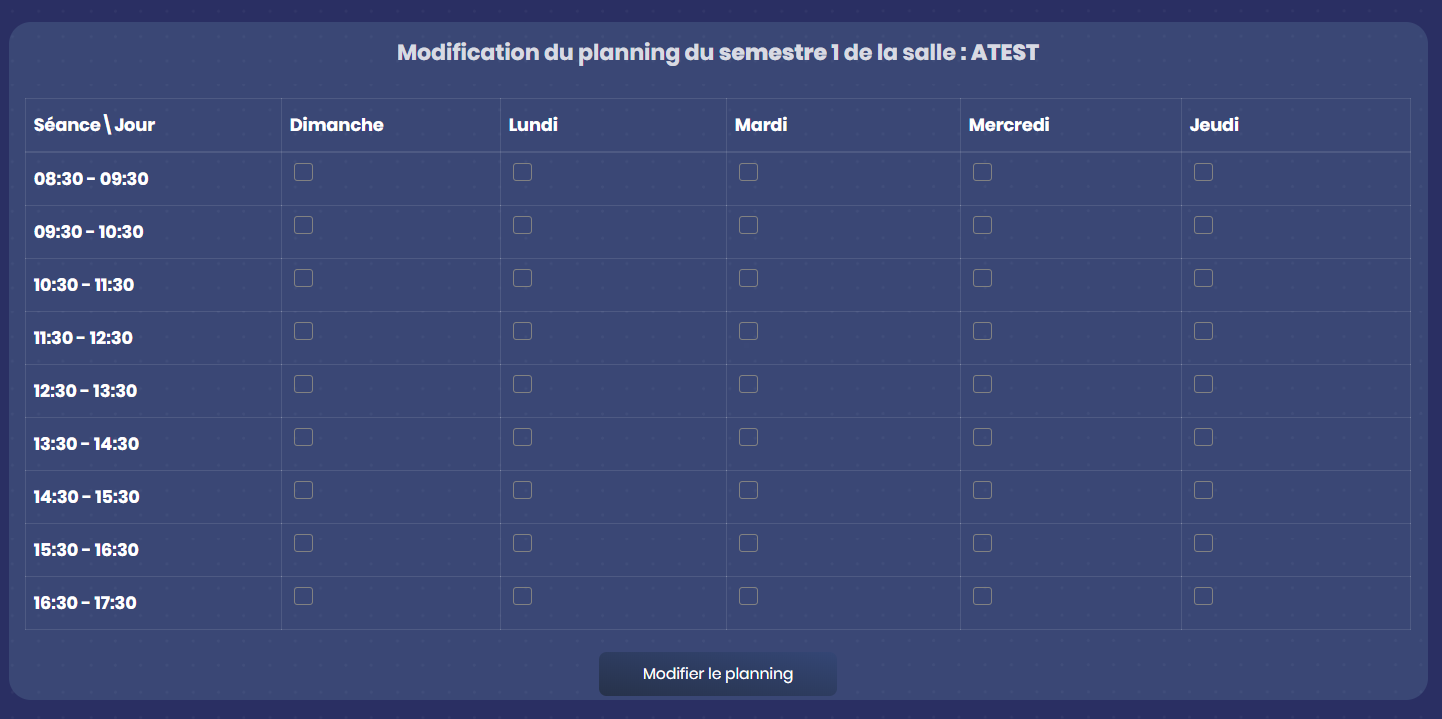 Modification du planning du semestre 1 de la salle : ATEST
Séance\Jour Dimanche Lundi Mardi Mercredi Jeudi
08:30 - 09:30
09:30 - 10:30
10:30 - 11:30
11:30 - 12:30
12:30 - 13:30
13:30 - 14:30
14:30 - 15:30
15:30 - 16:30
16:30 - 17:30
Modifier le planning